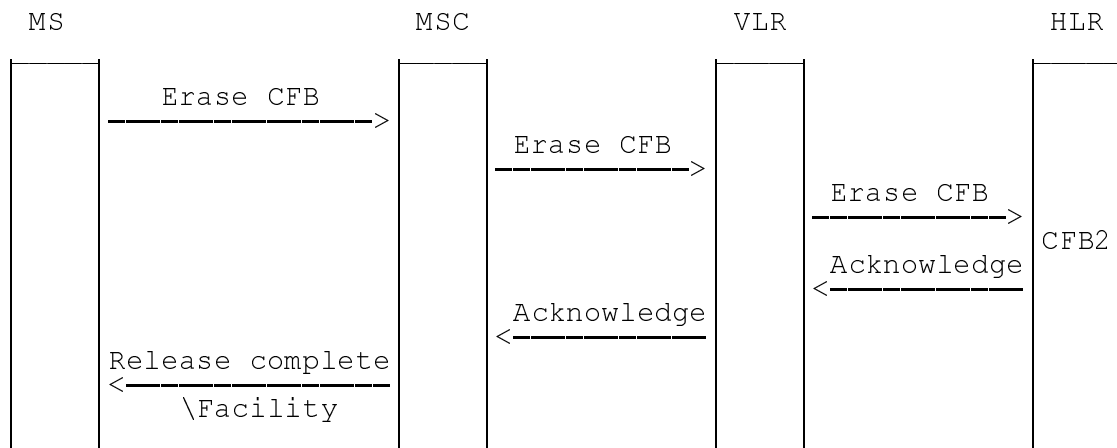 MS MSC VLR HLR
Erase CFB
Erase CFB
Erase CFB
CFB2
Acknowledge
Acknowledge
Release complete
\Facility